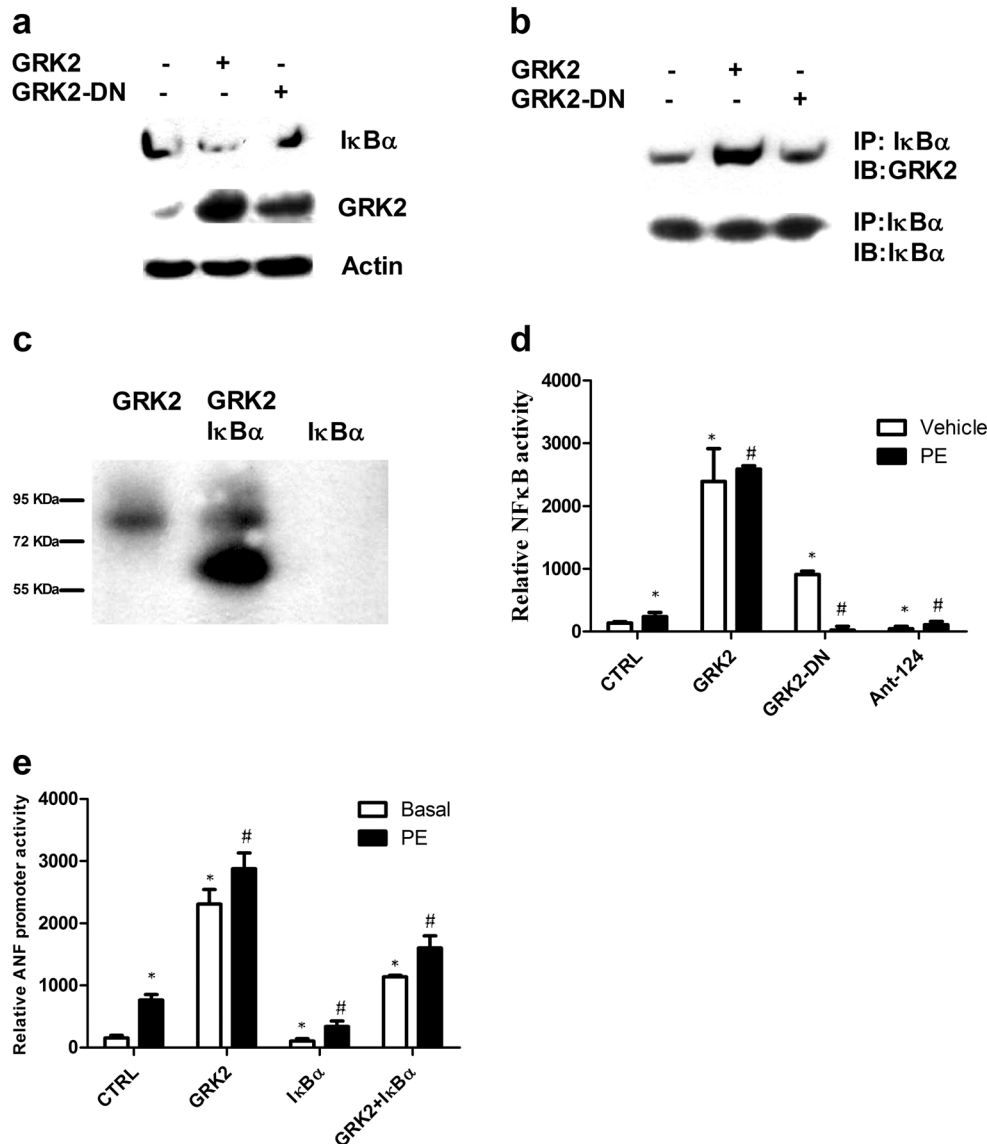 a
GRK2 - + -
GRK2-DN - - +
IκBα
GRK2
Actin
b
GRK2 - + -
GRK2-DN - - +
IP: IκBα
IB:GRK2
IP:IκBα
IB:IκBα
c
GRK2 GRK2 IκBα IκBα
95 KDa
72 KDa
55 KDa
d
Relative NFκB activity
4000
3000
2000
1000
0
Vehicle
PE
* * # * # * #
CTRL GRK2 GRK2-DN Ant-124
e
Relative ANF promoter activity
4000
3000
2000
1000
0
Basal
PE
* * # * # * #
CTRL GRK2 IκBα GRK2+IκBα